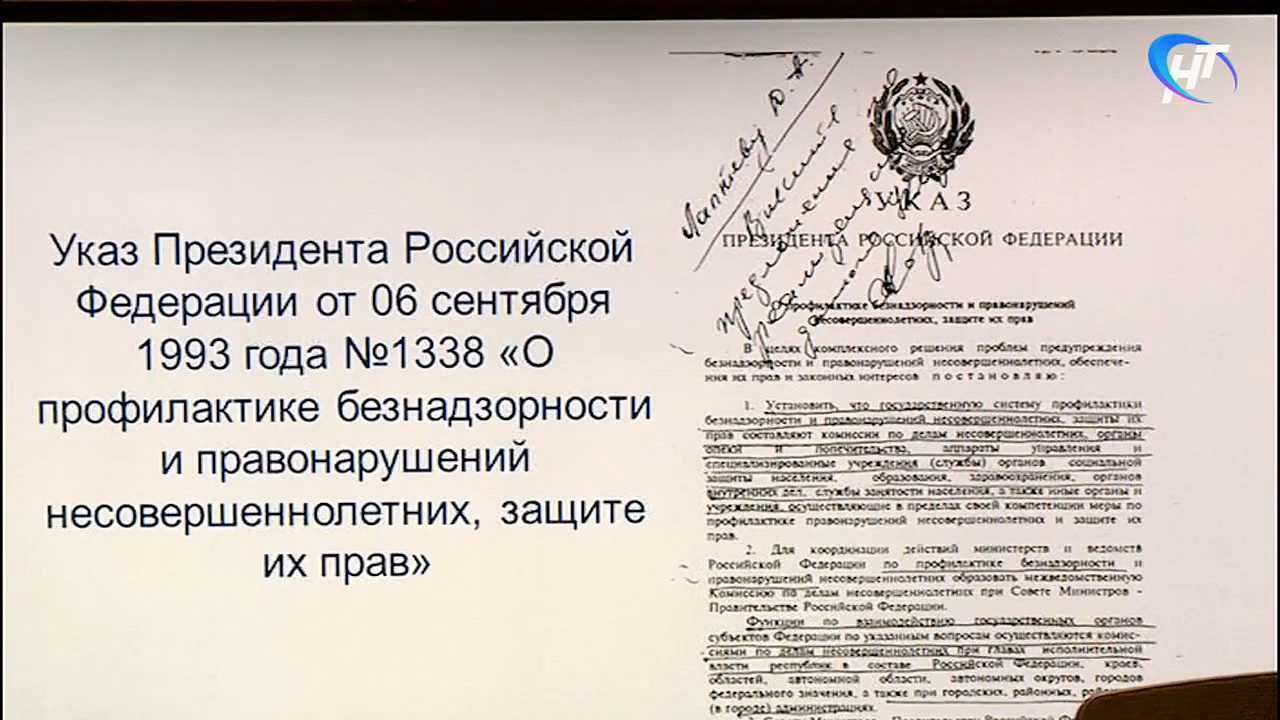 Указ Президента Российской
Федерации от 06 сентября
1993 года №1338 «О
профилактике безнадзорности
и правонарушений
несовершеннолетних, защите
их прав»
НТ
Лапкиеву Ю. А.
Внесите
предложения
УКАЗ
ПРЕЗИДЕНТА РОССИЙСКОЙ ФЕДЕРАЦИИ
профилактике безнадзорности и правонарушений
несовершеннолетних, защите их прав
В целях комплексного решения проблем предупреждения
безнадзорности и правонарушений несовершеннолетних, обеспече-
ния их прав и законных интересов постановляю:
1. Установить, что государственную систему профилактики
безнадзорности и правонарушений несовершеннолетних, защиты их
прав составляют комиссии по делам несовершеннолетних, органы
опеки и попечительства, аппараты управления и
специализированные учреждения (службы) органов социальной
защиты населения, образования, здравоохранения, органов
внутренних дел, службы занятости населения, а также иные органы и
учреждения, осуществляющие в пределах своей компетенции меры по
профилактике правонарушений несовершеннолетних и защите их
прав.
2. Для координации действий министерств и ведомств
Российской Федерации по профилактике безнадзорности и
правонарушений несовершеннолетних образовать межведомственную
Комиссию по делам несовершеннолетних при Совете Министров -
Правительстве Российской Федерации.
Функции по взаимодействию государственных органов
субъектов Федерации по указанным вопросам осуществляются комис-
сиями по делам несовершеннолетних при главах исполнительной
власти республик в составе Российской Федерации, краев,
областей, автономной области, автономных округов, городов
федерального значения, а также при городских, районных,
(в городе) администрациях.